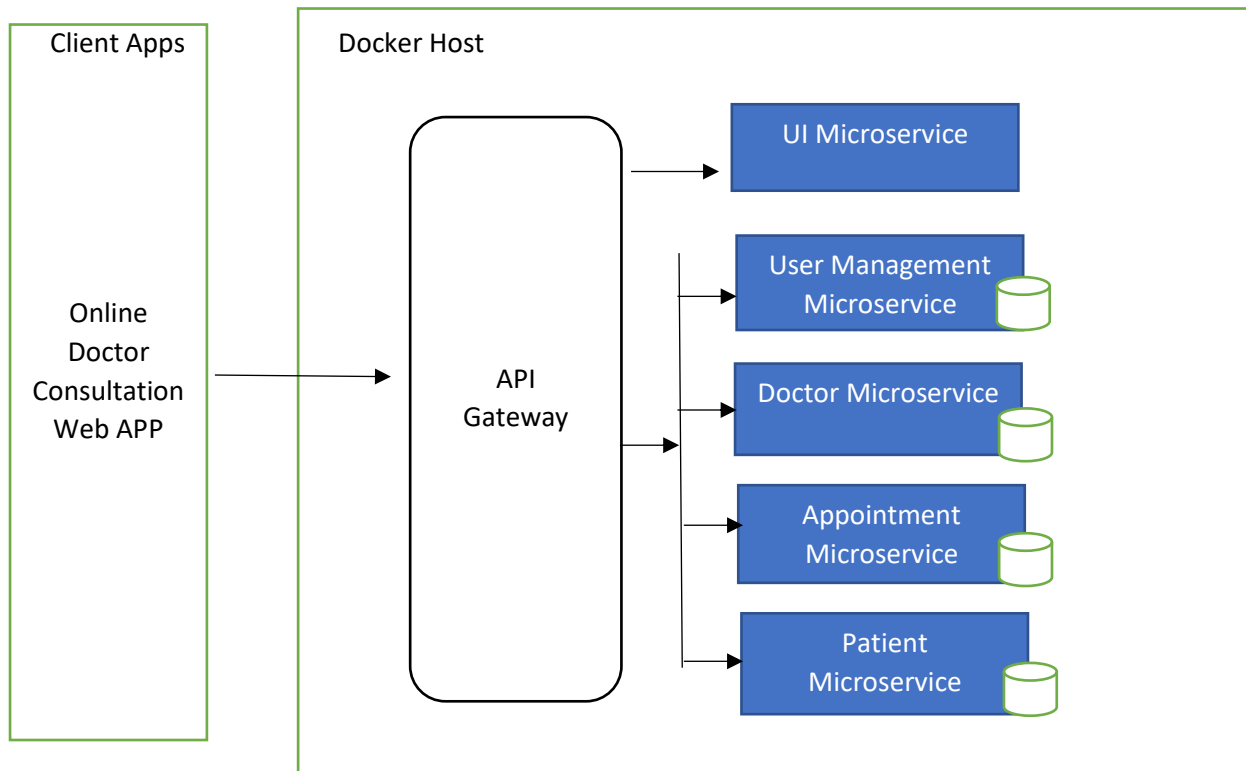 Client Apps
Docker Host
Online
Doctor
Consultation
Web APP
API
Gateway
UI Microservice
User Management
Microservice
Doctor Microservice
Appointment
Microservice
Patient
Microservice